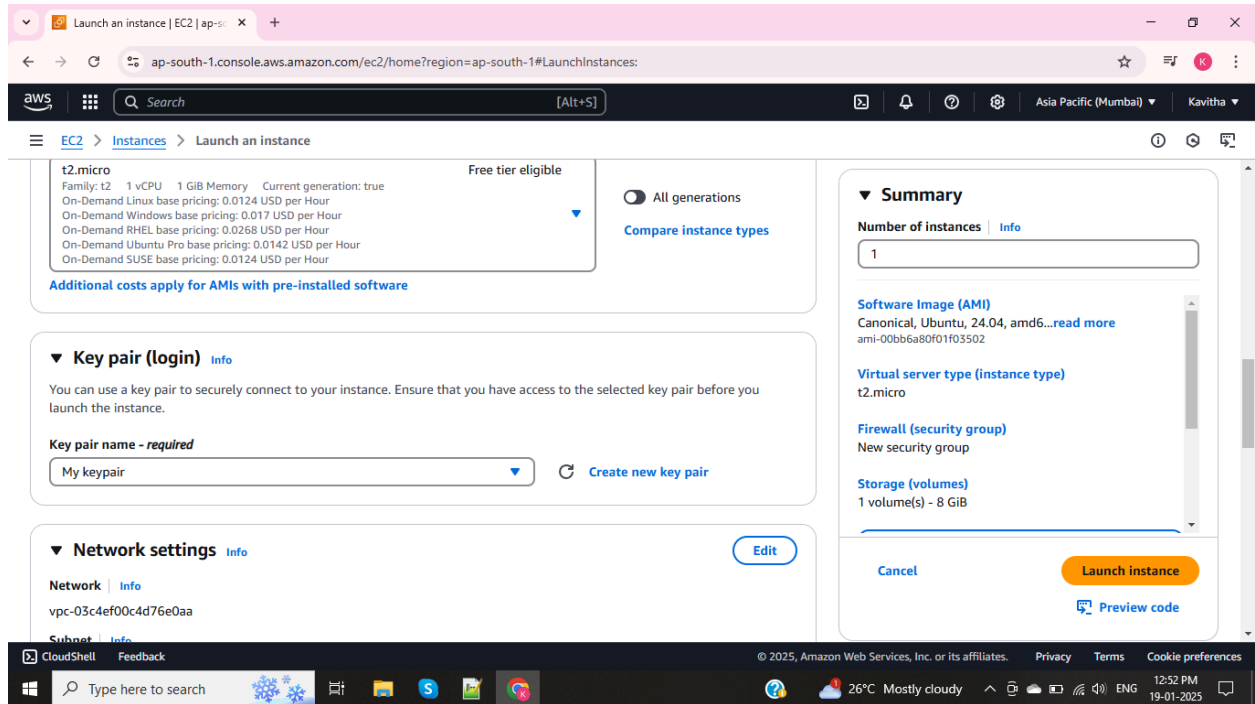 Launch an instance | EC2 | ap-so
ap-south-1.console.aws.amazon.com/ec2/home?region=ap-south-1#LaunchInstances:
K
aws
Search
[Alt+S]
Asia Pacific (Mumbai)
Kavitha
EC2 > Instances > Launch an instance
t2.micro
Free tier eligible
Family: t2 1 vCPU 1 GiB Memory Current generation: true
On-Demand Linux base pricing: 0.0124 USD per Hour
On-Demand Windows base pricing: 0.017 USD per Hour
On-Demand RHEL base pricing: 0.0268 USD per Hour
On-Demand Ubuntu Pro base pricing: 0.0142 USD per Hour
On-Demand SUSE base pricing: 0.0124 USD per Hour
All generations
Compare instance types
Additional costs apply for AMIs with pre-installed software
Key pair (login) Info
You can use a key pair to securely connect to your instance. Ensure that you have access to the selected key pair before you
launch the instance.
Key pair name - required
My keypair
Create new key pair
Network settings Info
Edit
Network Info
vpc-03c4ef00c4d76e0aa
Subnet Info
Summary
Number of instances Info
1
Software Image (AMI)
Canonical, Ubuntu, 24.04, amd6...read more
ami-00bb6a80f01f03502
Virtual server type (instance type)
t2.micro
Firewall (security group)
New security group
Storage (volumes)
1 volume(s) - 8 GiB
Cancel
Launch instance
Preview code
CloudShell Feedback
© 2025, Amazon Web Services, Inc. or its affiliates. Privacy Terms Cookie preferences
Type here to search
1
26°C Mostly cloudy
ENG
12:52 PM
19-01-2025